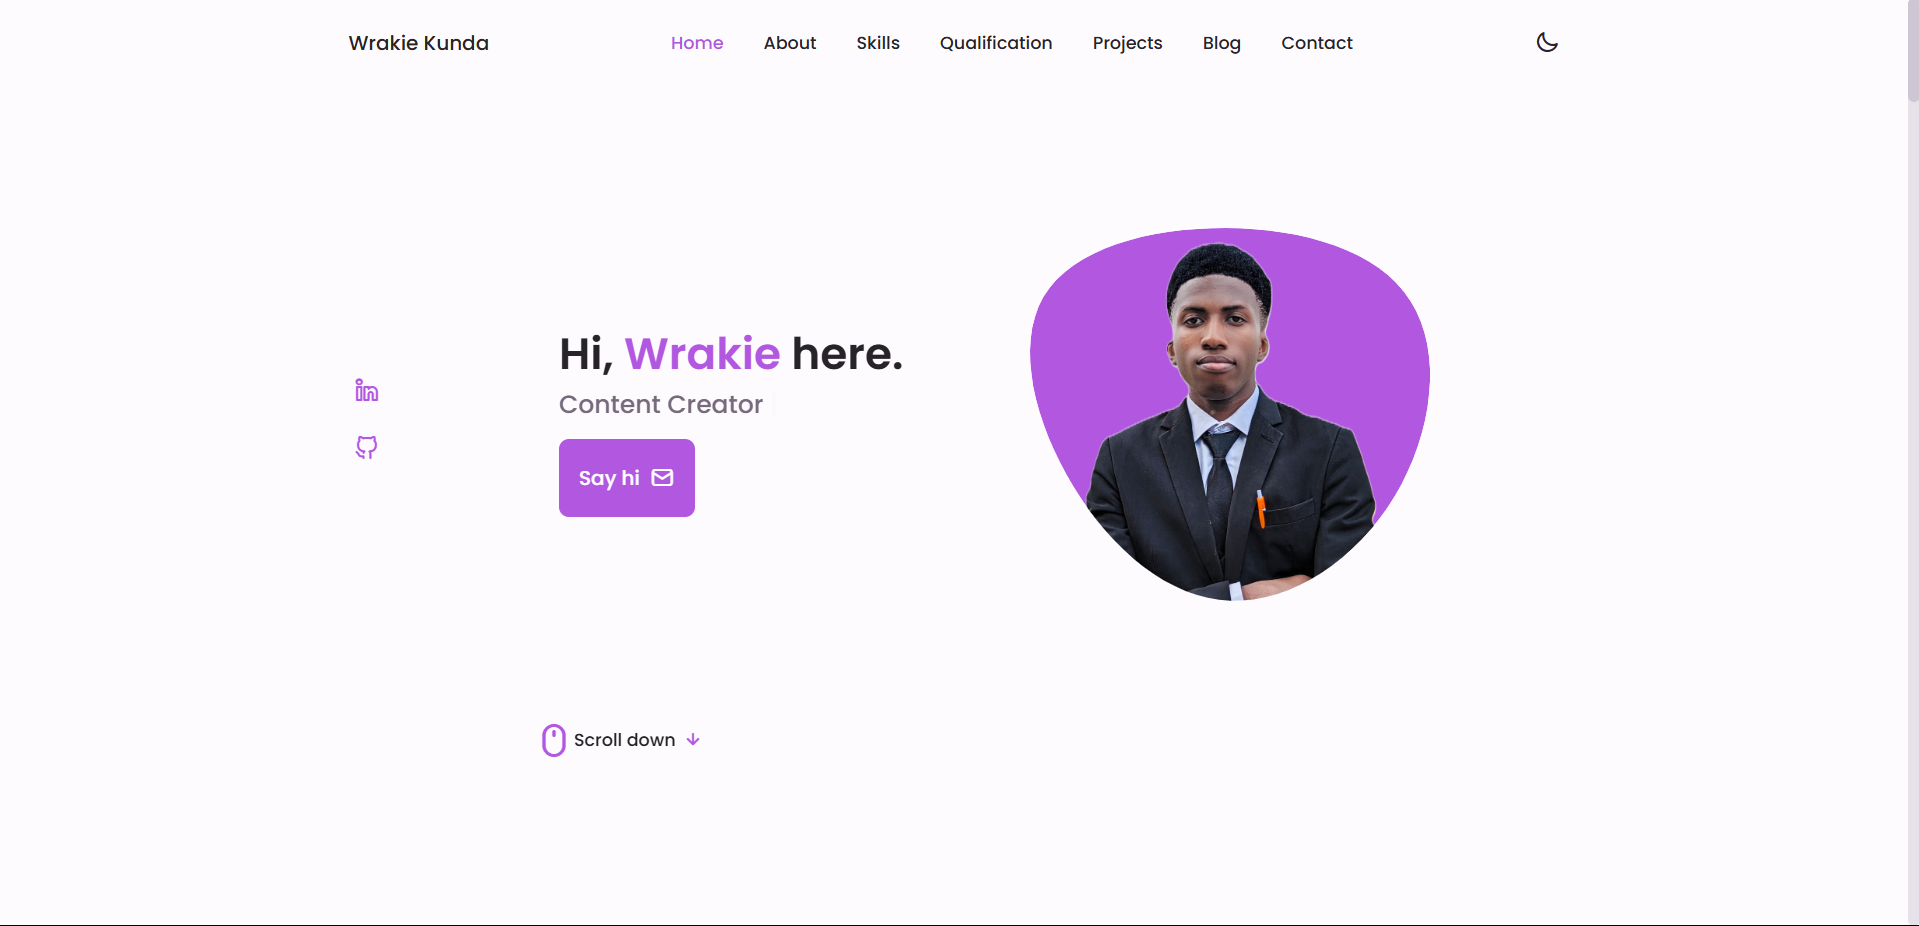 Wrakie Kunda
Home About Skills Qualification Projects Blog Contact
Hi, Wrakie here.
Content Creator
Say hi
Scroll down